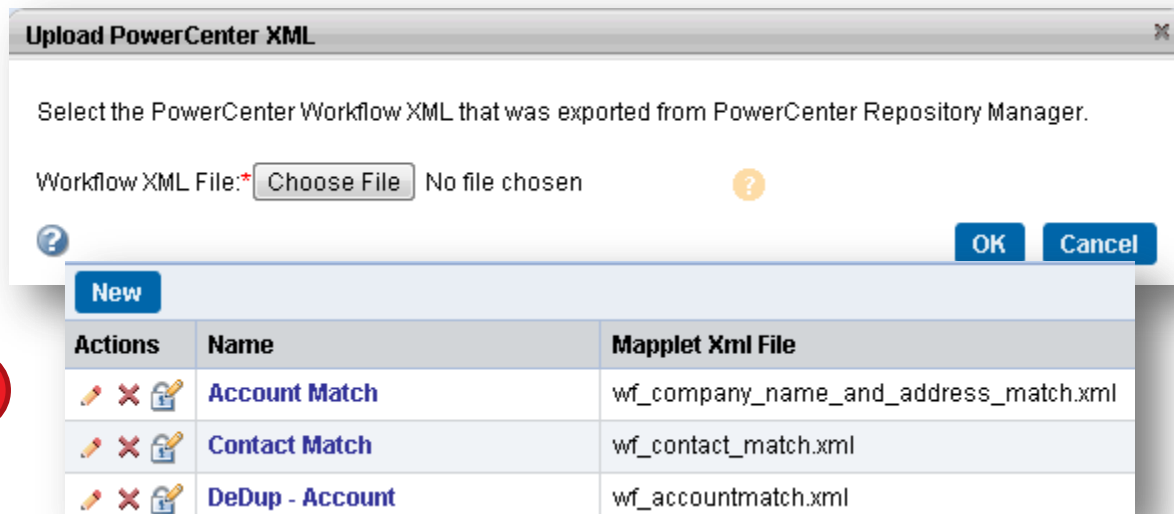 Upload PowerCenter XML
Select the PowerCenter Workflow XML that was exported from PowerCenter Repository Manager.
Workflow XML File:* Choose File No file chosen ?
? OK Cancel
New
Actions Name Mapplet Xml File
Account Match wf_company_name_and_address_match.xml
Contact Match wf_contact_match.xml
DeDup - Account wf_accountmatch.xml